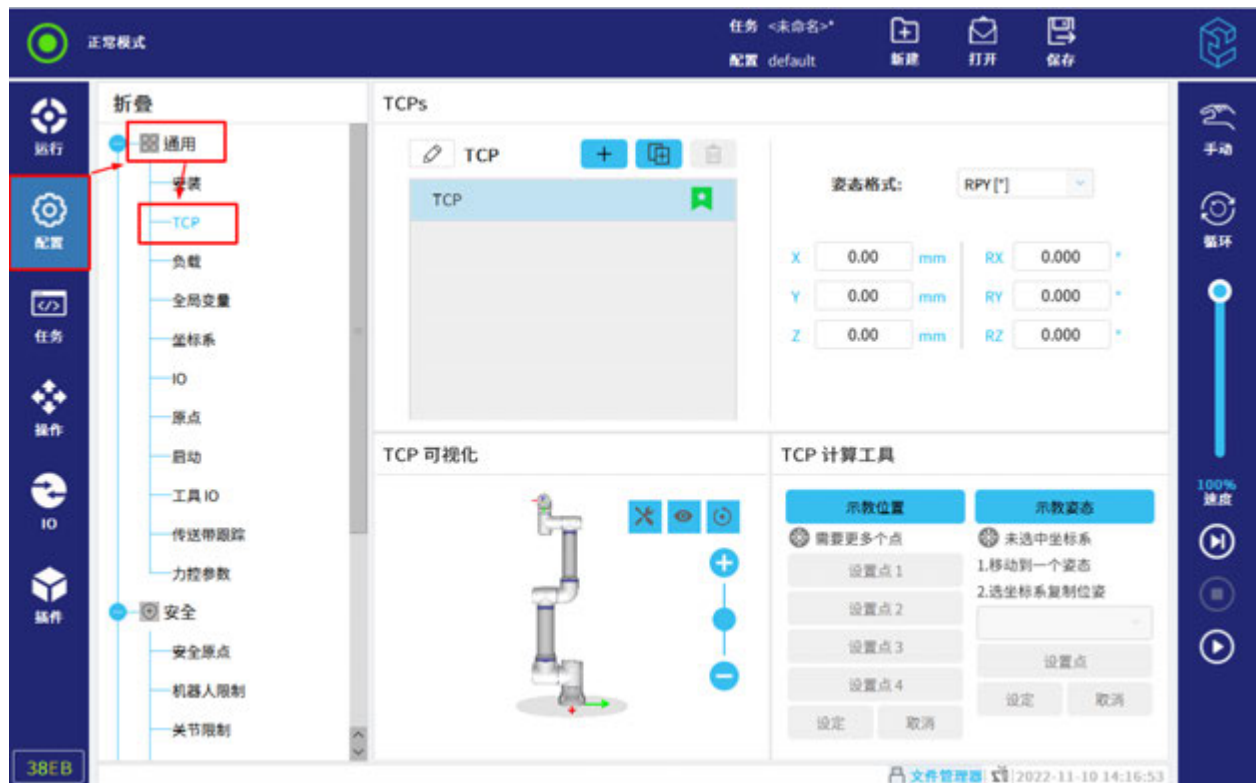 正常模式
任务 <未命名>*
配置 default
新建
打开
保存
运行
配置
任务
操作
IO
插件
38EB
折叠
通用
安装
TCP
负载
全局变量
坐标系
IO
原点
启动
工具 IO
传送带跟踪
力控参数
安全
安全原点
机器人限制
关节限制
TCPs
TCP
TCP
姿态格式: RPY [°]
X 0.00 mm RX 0.000 °
Y 0.00 mm RY 0.000 °
Z 0.00 mm RZ 0.000 °
TCP 可视化
TCP 计算工具
示教位置
需要更多个点
设置点 1
设置点 2
设置点 3
设置点 4
设定 取消
示教姿态
未选中坐标系
1.移动到一个姿态
2.选坐标系复制位姿
设置点
设定 取消
手动
循环
100%
速度
文件管理器 2022-11-10 14:16:53